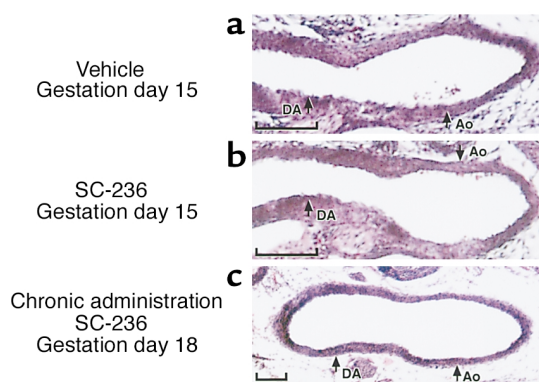 a
Vehicle
Gestation day 15
DA
Ao
b
Ao
SC-236
Gestation day 15
DA
c
Chronic administration
SC-236
Gestation day 18
DA
Ao